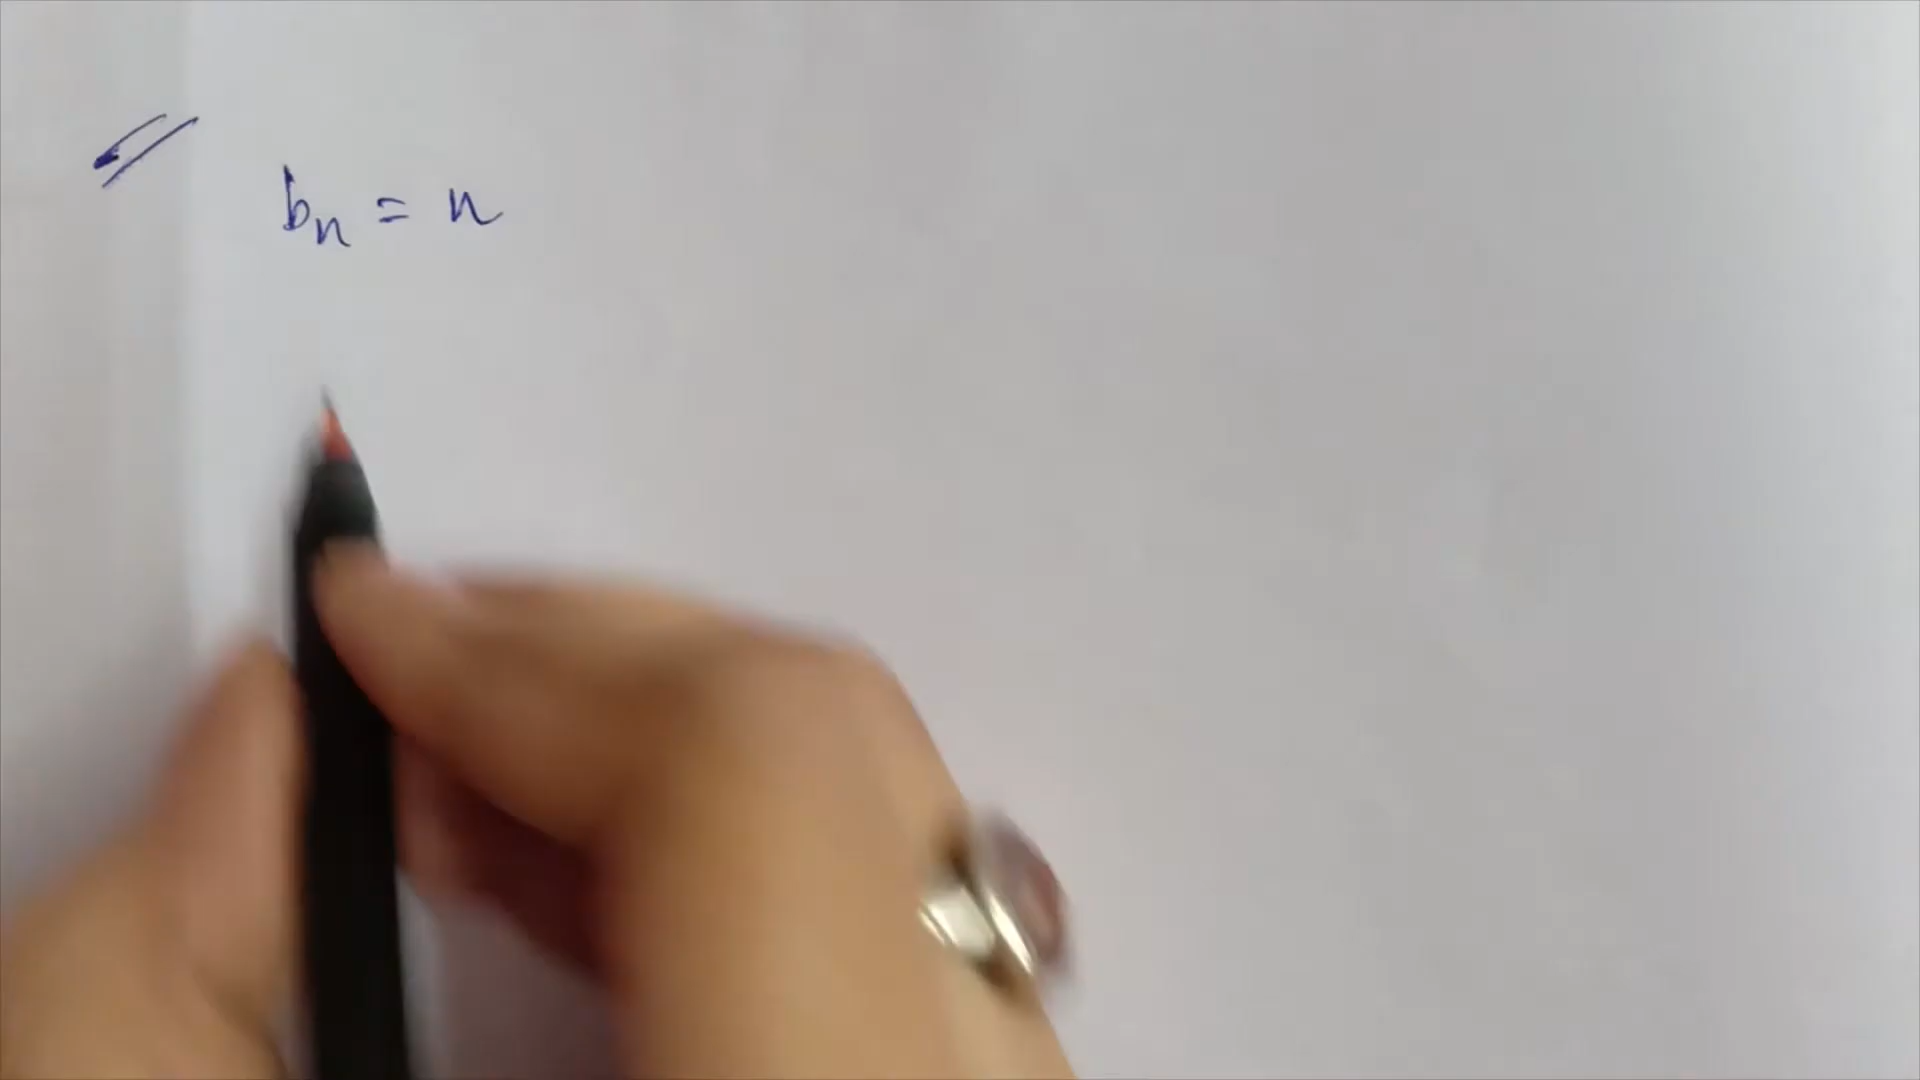 bₙ = n